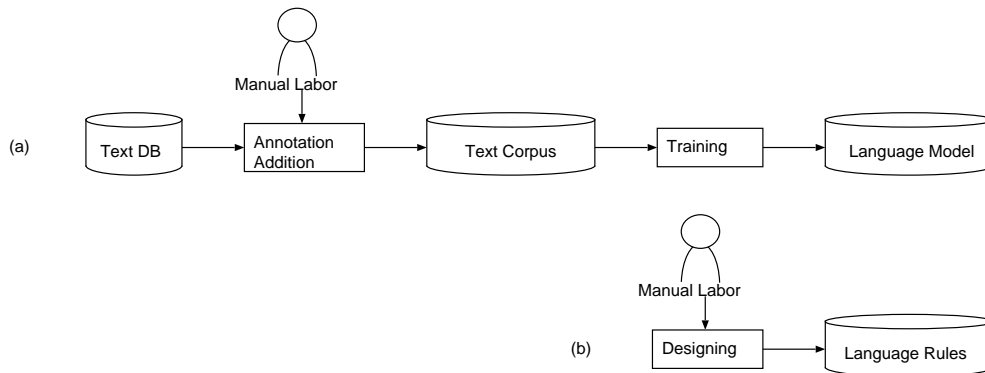 Manual Labor
(a)
Text DB
Annotation
Addition
Text Corpus
Training
Language Model
Manual Labor
(b)
Designing
Language Rules